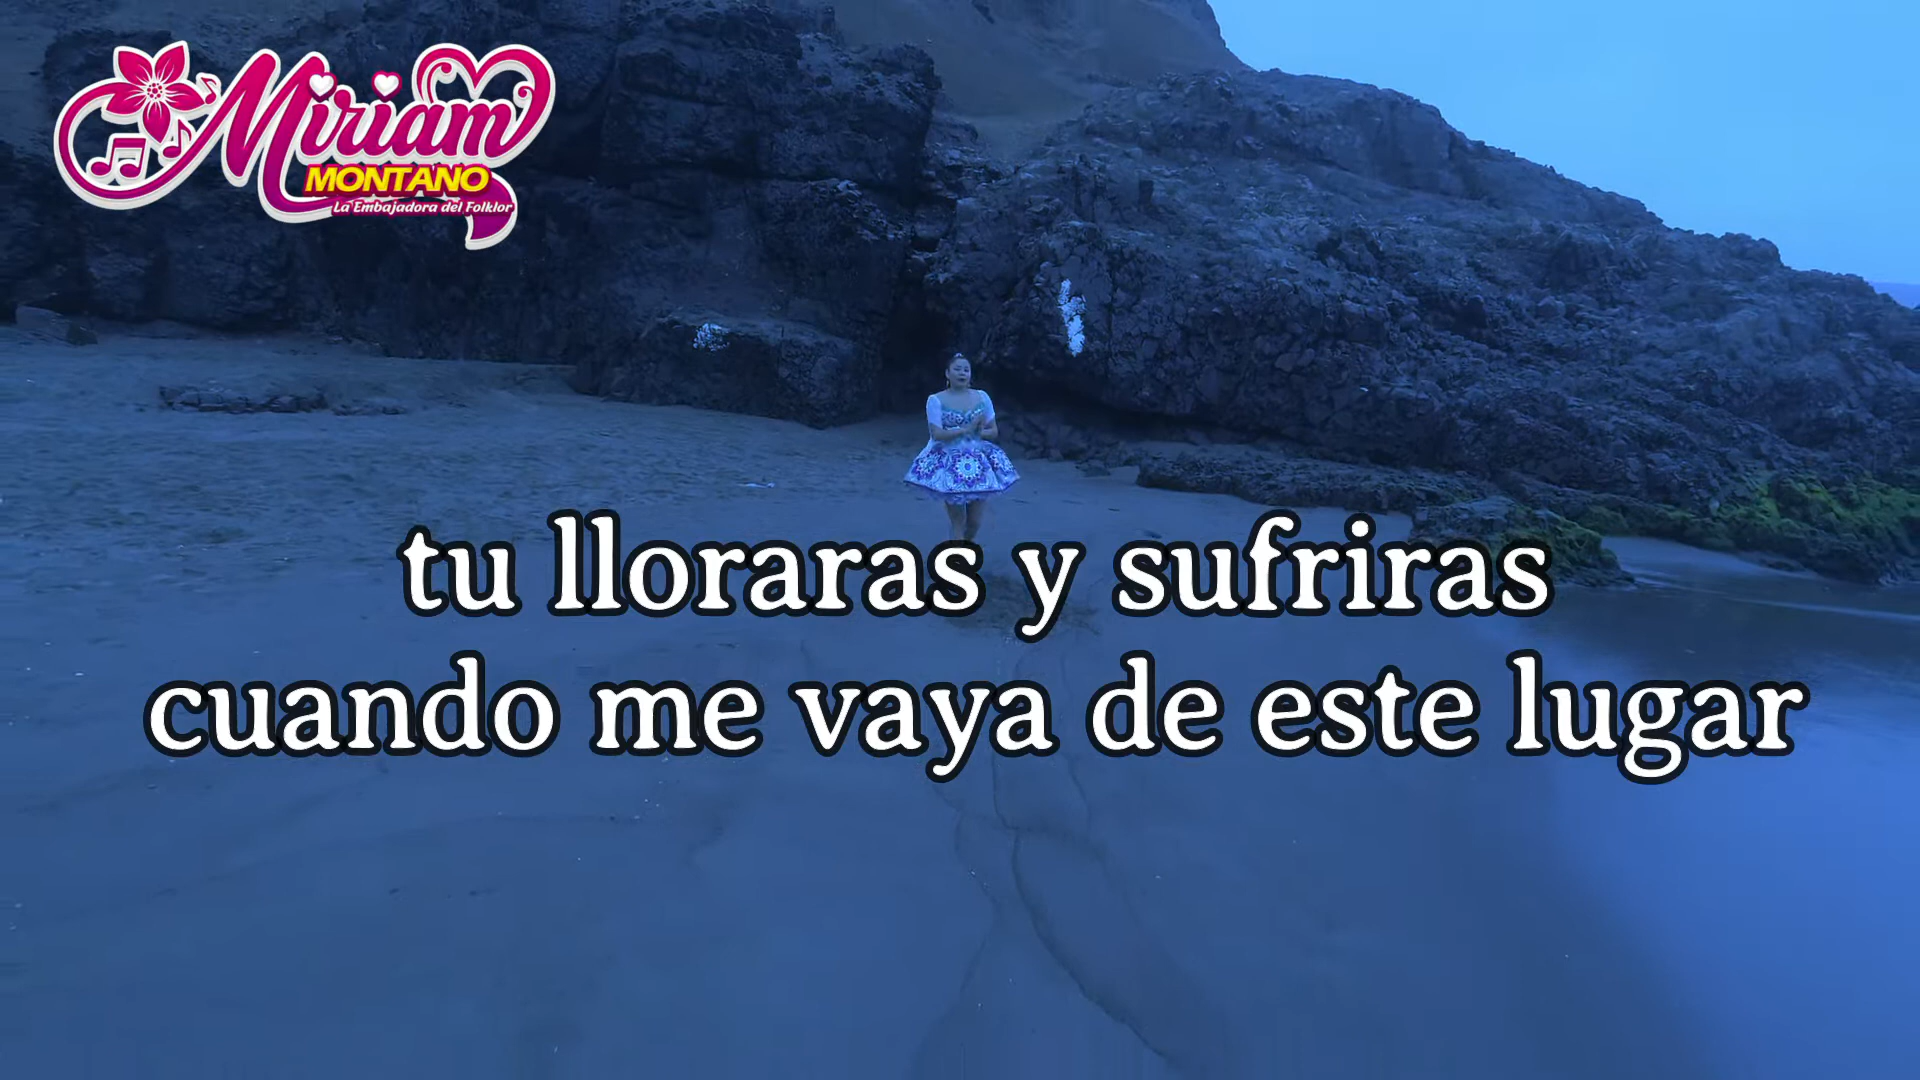 Miriam
MONTANO
La Embajadora del Folklor
tu lloraras y sufriras
cuando me vaya de este lugar